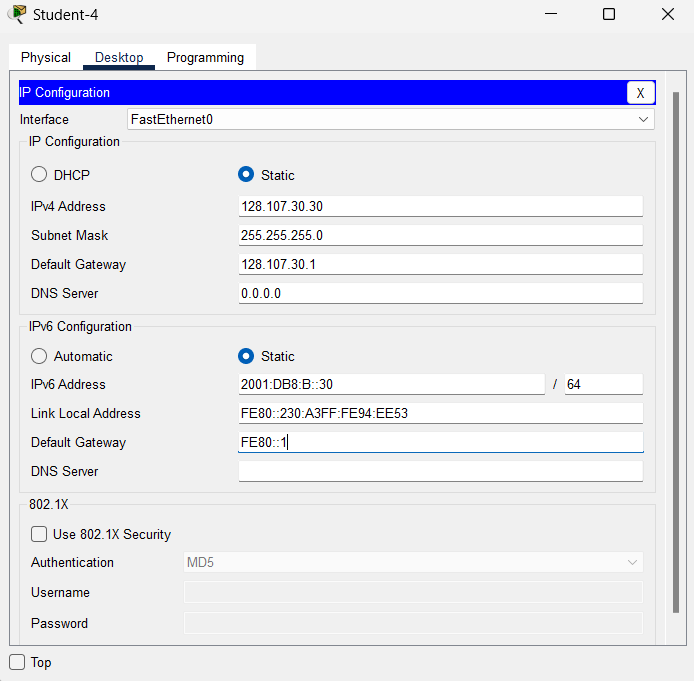 Student-4
Physical Desktop Programming
IP Configuration X
Interface FastEthernet0
IP Configuration
DHCP Static
IPv4 Address 128.107.30.30
Subnet Mask 255.255.255.0
Default Gateway 128.107.30.1
DNS Server 0.0.0.0
IPv6 Configuration
Automatic Static
IPv6 Address 2001:DB8:B::30 / 64
Link Local Address FE80::230:A3FF:FE94:EE53
Default Gateway FE80::1
DNS Server
802.1X
Use 802.1X Security
Authentication MD5
Username
Password
Top